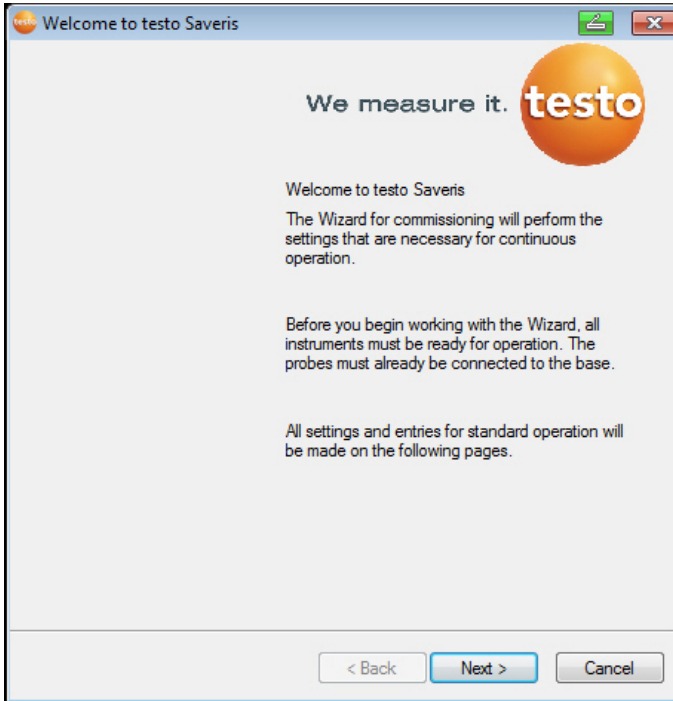 testo
Welcome to testo Saveris
We measure it.
testo
Welcome to testo Saveris
The Wizard for commissioning will perform the
settings that are necessary for continuous
operation.
Before you begin working with the Wizard, all
instruments must be ready for operation. The
probes must already be connected to the base.
All settings and entries for standard operation will
be made on the following pages.
< Back
Next >
Cancel